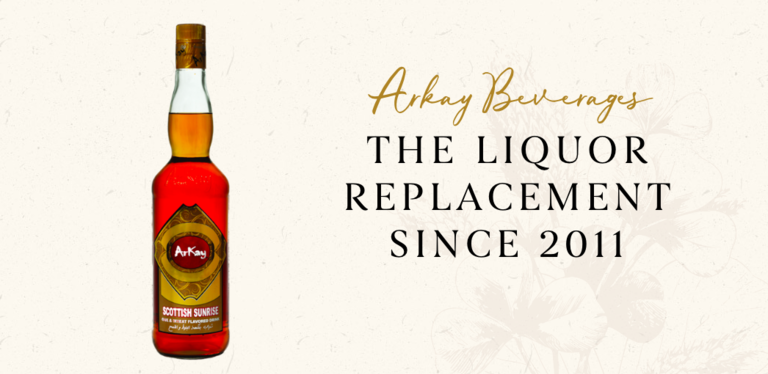 Arkay Beverages
THE LIQUOR
REPLACEMENT
SINCE 2011
ArKay
SCOTTISH SUNRISE